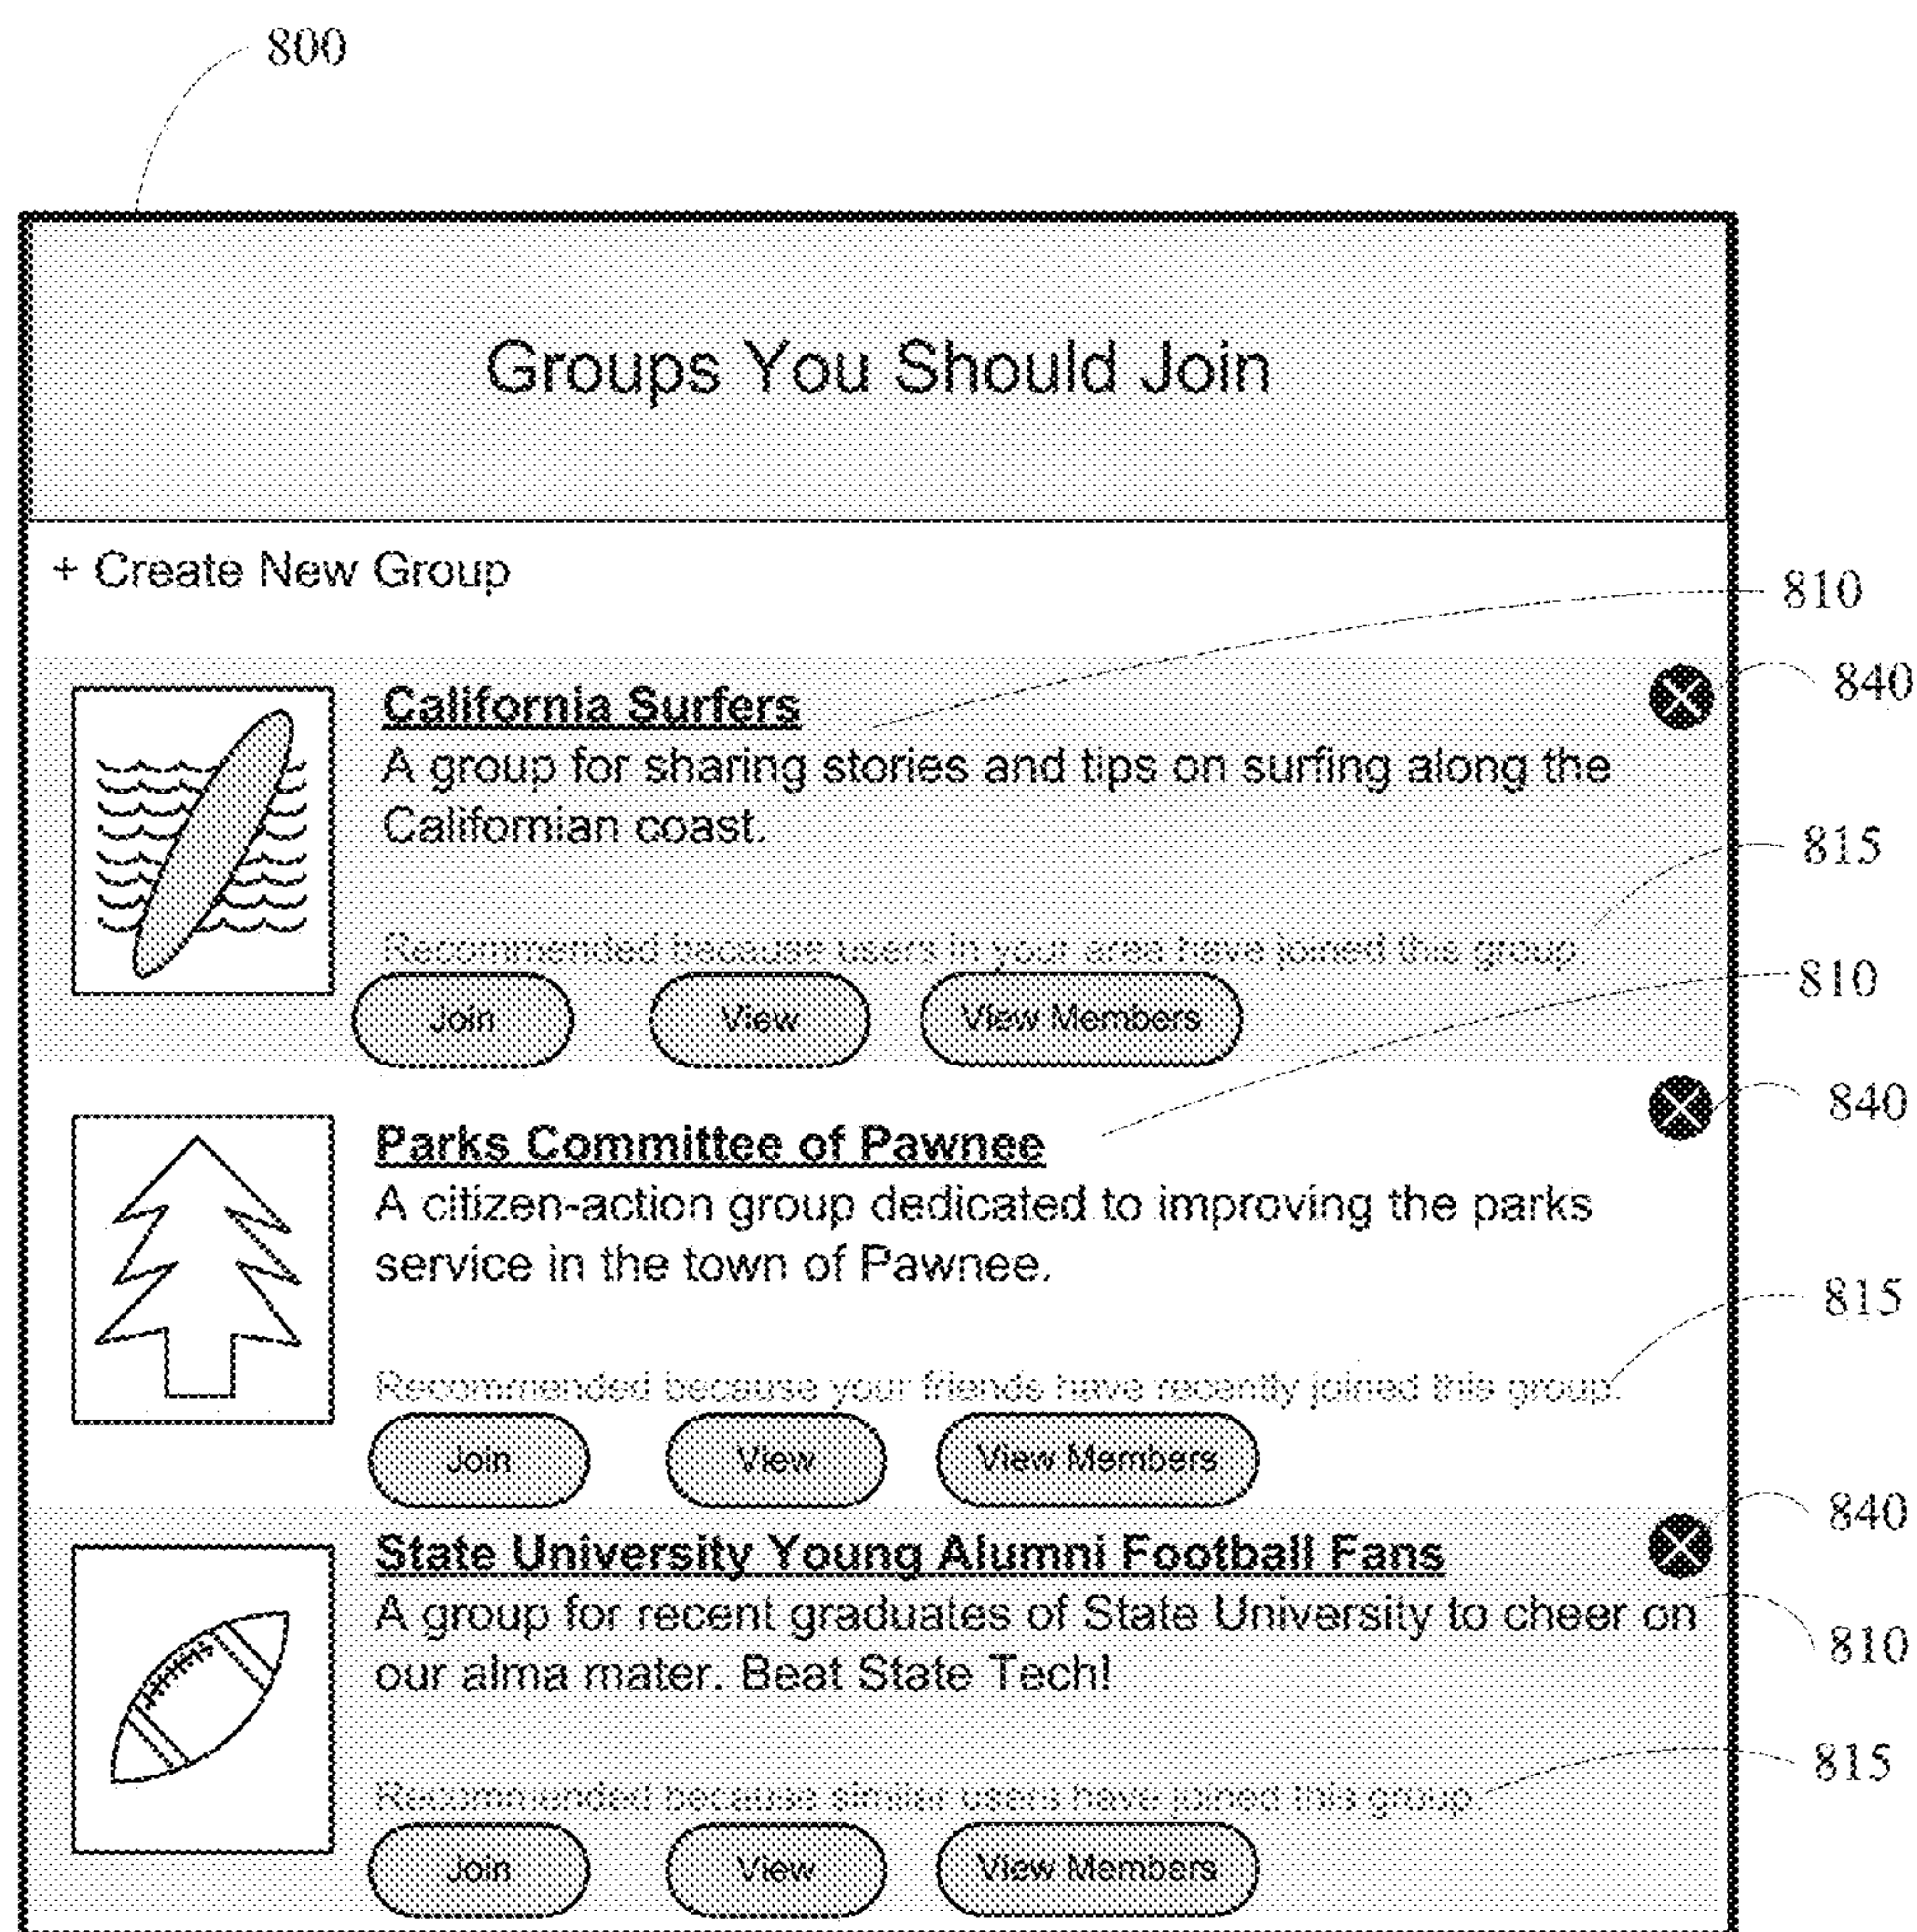 800
Groups You Should Join
+ Create New Group
810
California Surfers
840
A group for sharing stories and tips on surfing along the
Californian coast.
815
Recommended because users in your area have joined this group
810
Join View View Members
840
Parks Committee of Pawnee
A citizen-action group dedicated to improving the parks
service in the town of Pawnee.
815
Recommended because your friends have recently joined this group.
Join View View Members
840
State University Young Alumni Football Fans
A group for recent graduates of State University to cheer on
810
our alma mater. Beat State Tech!
815
Recommended because similar users have joined this group
Join View View Members